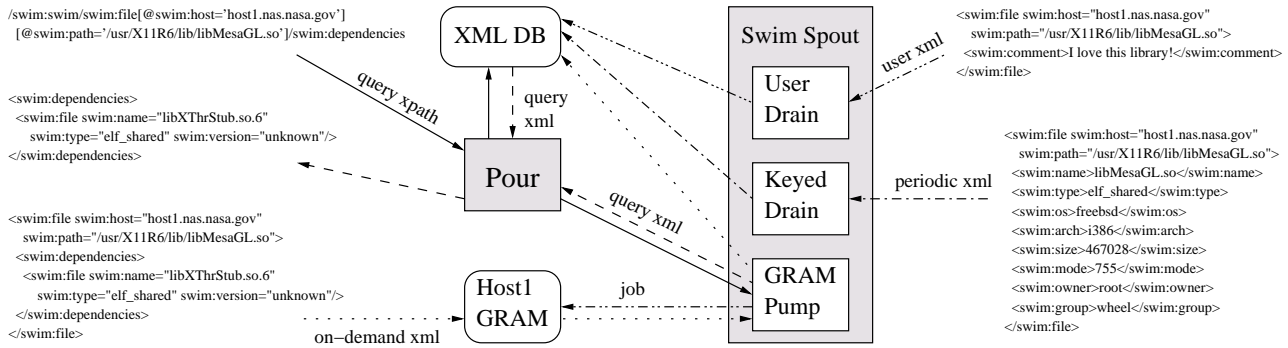 /swim:swim/swim:file[@swim:host=’host1.nas.nasa.gov’]
[@swim:path=’/usr/X11R6/lib/libMesaGL.so’]/swim:dependencies
<swim:dependencies>
<swim:file swim:name="libXThrStub.so.6"
swim:type="elf_shared" swim:version="unknown"/>
</swim:dependencies>
<swim:file swim:host="host1.nas.nasa.gov"
swim:path="/usr/X11R6/lib/libMesaGL.so">
<swim:dependencies>
<swim:file swim:name="libXThrStub.so.6"
swim:type="elf_shared" swim:version="unknown"/>
</swim:dependencies>
</swim:file>
query xpath
XML DB
query
xml
Pour
query xml
Host1
GRAM
job
on−demand xml
Swim Spout
User
Drain
Keyed
Drain
GRAM
Pump
user xml
periodic xml
<swim:file swim:host="host1.nas.nasa.gov"
swim:path="/usr/X11R6/lib/libMesaGL.so">
<swim:comment>I love this library!</swim:comment>
</swim:file>
<swim:file swim:host="host1.nas.nasa.gov"
swim:path="/usr/X11R6/lib/libMesaGL.so">
<swim:name>libMesaGL.so</swim:name>
<swim:type>elf_shared</swim:type>
<swim:os>freebsd</swim:os>
<swim:arch>i386</swim:arch>
<swim:size>467028</swim:size>
<swim:mode>755</swim:mode>
<swim:owner>root</swim:owner>
<swim:group>wheel</swim:group>
</swim:file>